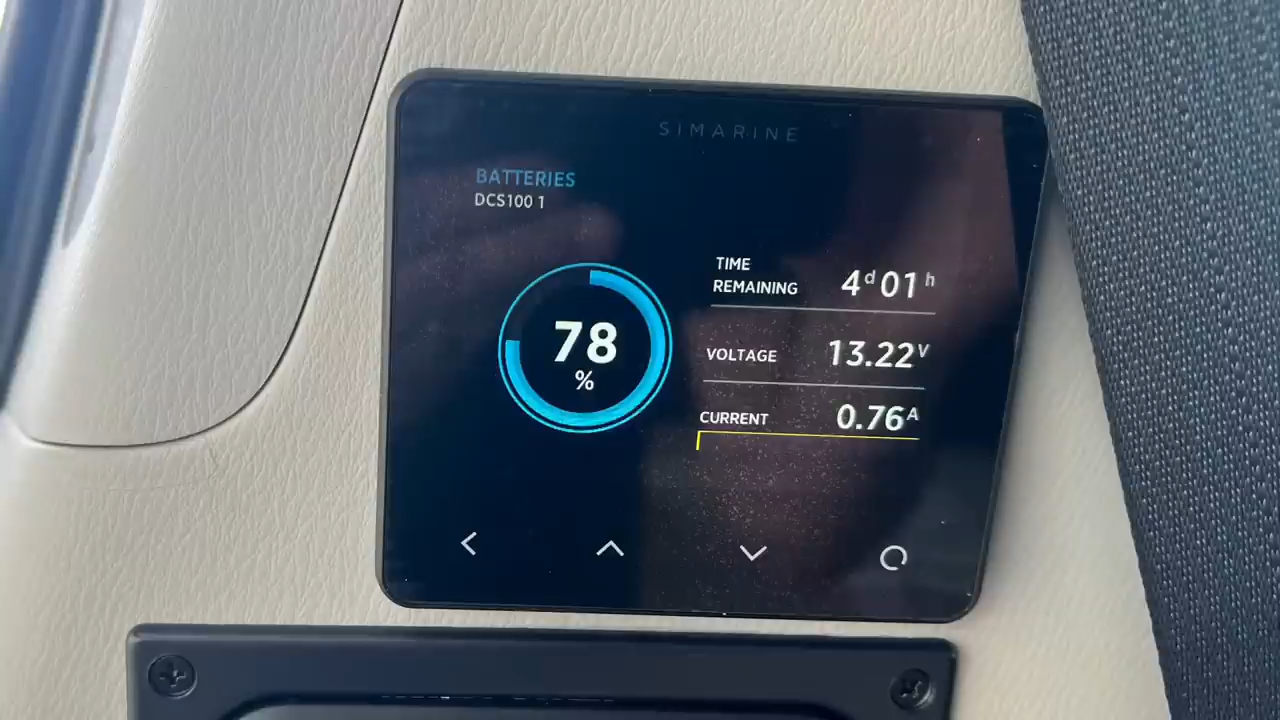 SIMARINE
BATTERIES
DCS100 1
78
%
TIME
REMAINING
4d 01h
VOLTAGE
13.22V
CURRENT
0.76A